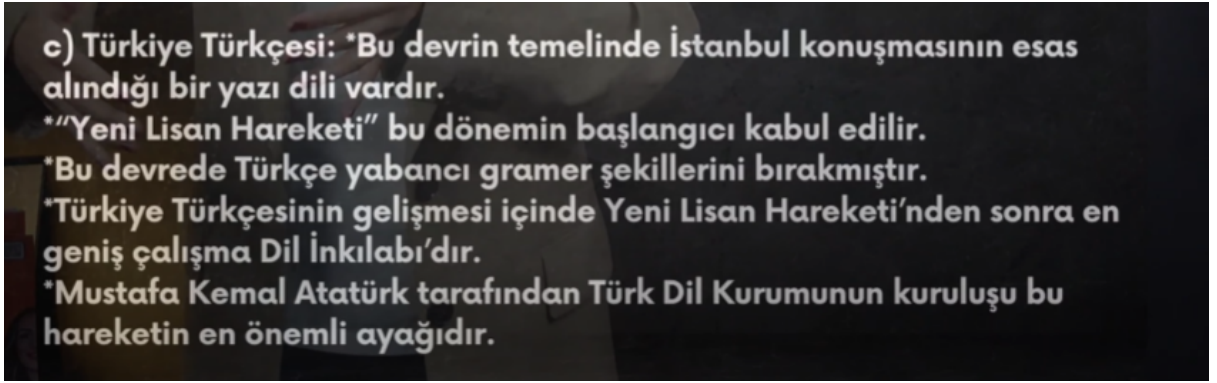 c) Türkiye Türkçesi: *Bu devrin temelinde İstanbul konuşmasının esas
alındığı bir yazı dili vardır.
*“Yeni Lisan Hareketi” bu dönemin başlangıcı kabul edilir.
*Bu devrede Türkçe yabancı gramer şekillerini bırakmıştır.
*Türkiye Türkçesinin gelişmesi içinde Yeni Lisan Hareketi’nden sonra en
geniş çalışma Dil İnkılabı’dır.
*Mustafa Kemal Atatürk tarafından Türk Dil Kurumunun kuruluşu bu
hareketin en önemli ayağıdır.